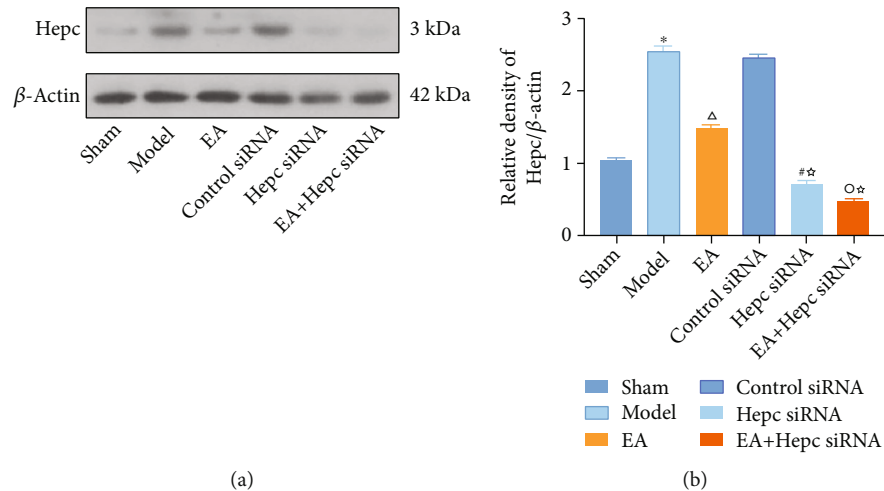 Hepc 3 kDa
β-Actin 42 kDa
Sham
Model
EA
Control siRNA
Hepc siRNA
EA+Hepc siRNA
(a)
Relative density of
Hepc/β-actin
3
2
1
0
*
△
#☆
○☆
Sham
Model
EA
Control siRNA
Hepc siRNA
EA+Hepc siRNA
Sham Control siRNA
Model Hepc siRNA
EA EA+Hepc siRNA
(b)